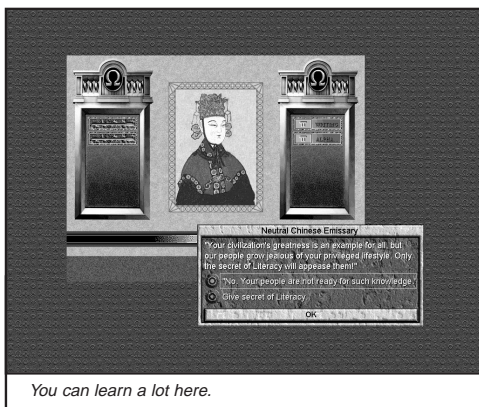 WRITING
ALPHA
Neutral Chinese Emissary
"Your civilization's greatness is an example for all, but
our people grow jealous of your privileged lifestyle. Only
the secret of Literacy will appease them!"
"No. Your people are not ready for such knowledge."
Give secret of Literacy.
OK
You can learn a lot here.